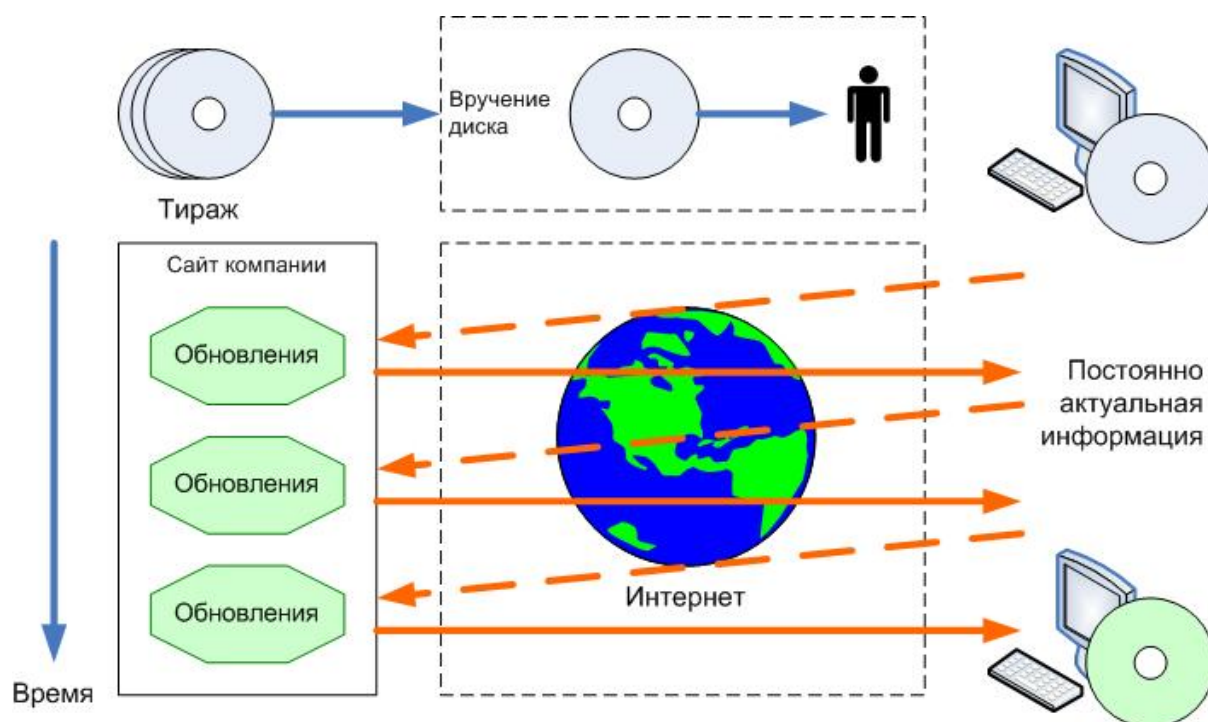 Вручение
диска
Тираж
Сайт компании
Обновления
Обновления
Обновления
Интернет
Постоянно
актуальная
информация
Время